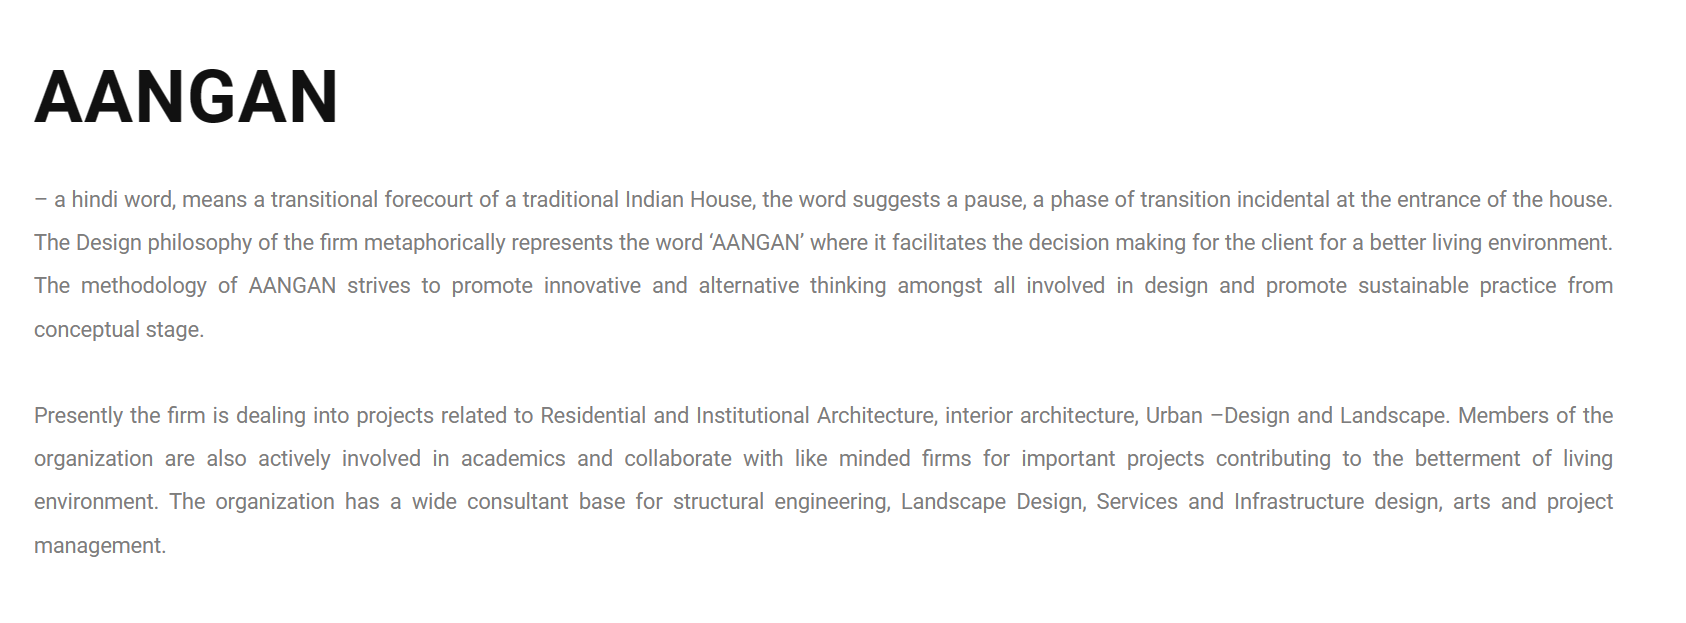 AANGAN
– a hindi word, means a transitional forecourt of a traditional Indian House, the word suggests a pause, a phase of transition incidental at the entrance of the house.
The Design philosophy of the firm metaphorically represents the word ‘AANGAN’ where it facilitates the decision making for the client for a better living environment.
The methodology of AANGAN strives to promote innovative and alternative thinking amongst all involved in design and promote sustainable practice from
conceptual stage.
Presently the firm is dealing into projects related to Residential and Institutional Architecture, interior architecture, Urban –Design and Landscape. Members of the
organization are also actively involved in academics and collaborate with like minded firms for important projects contributing to the betterment of living
environment. The organization has a wide consultant base for structural engineering, Landscape Design, Services and Infrastructure design, arts and project
management.